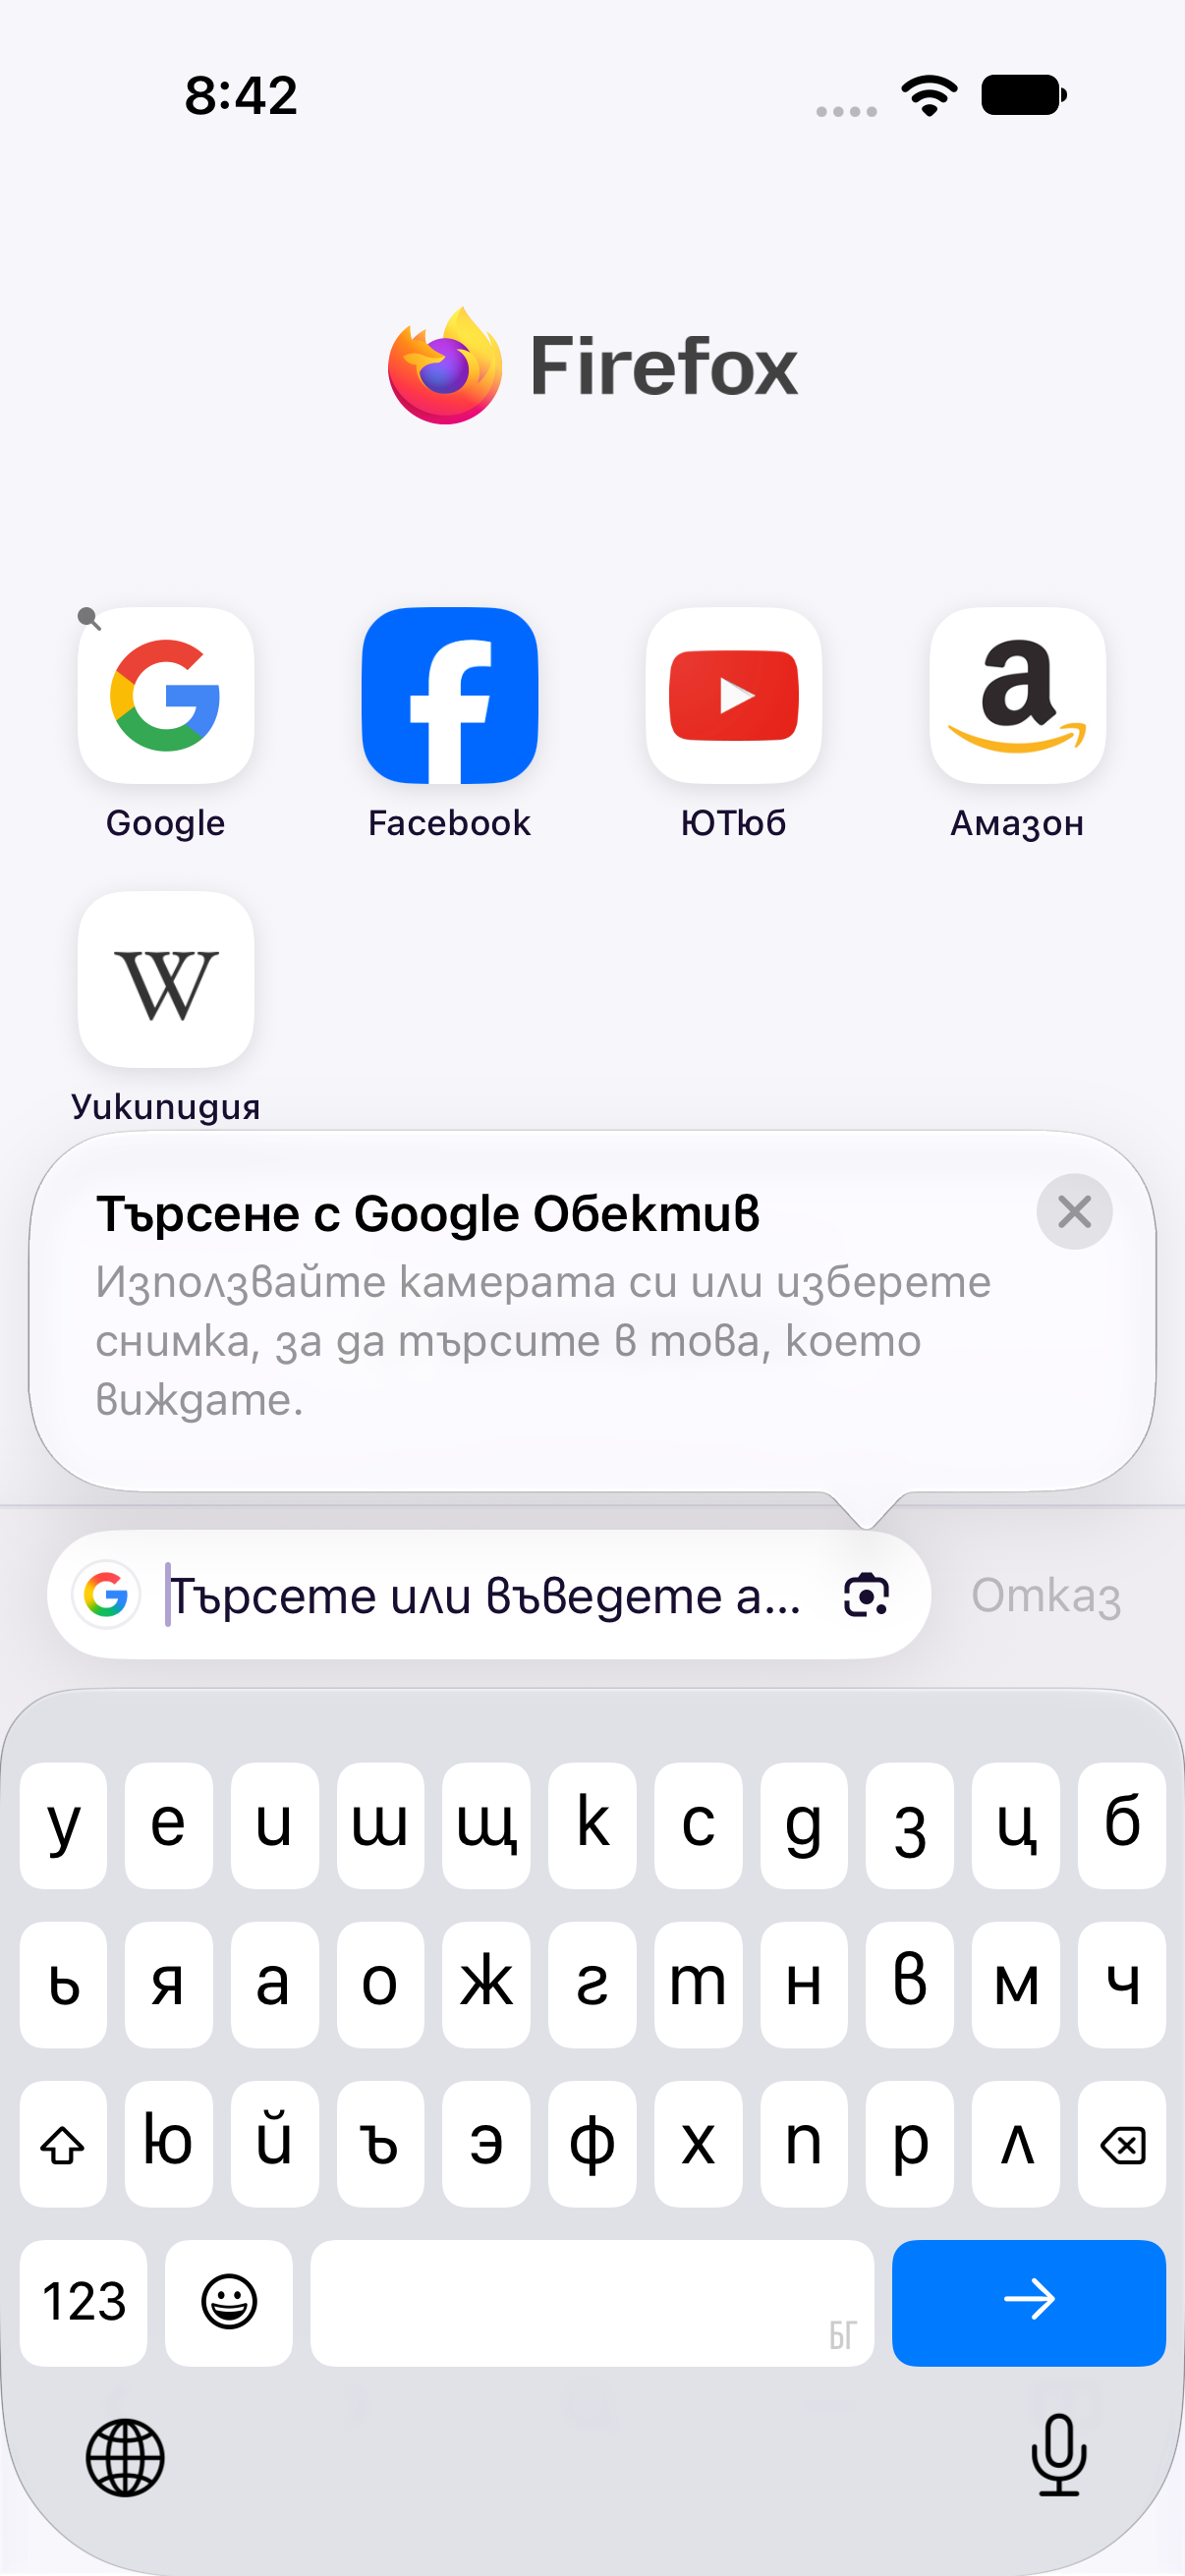 8:42
Firefox
Google
Facebook
ЮТюб
Амазон
Уикипидия
Търсене с Google Обектив
Използвайте камерата си или изберете
снимка, за да търсите в това, което
виждате.
Търсете или въведете а...
Отказ
у е и ш щ к с д з ц б
ь я а о ж г т н в м ч
ю й ъ э ф х п р л
123
БГ